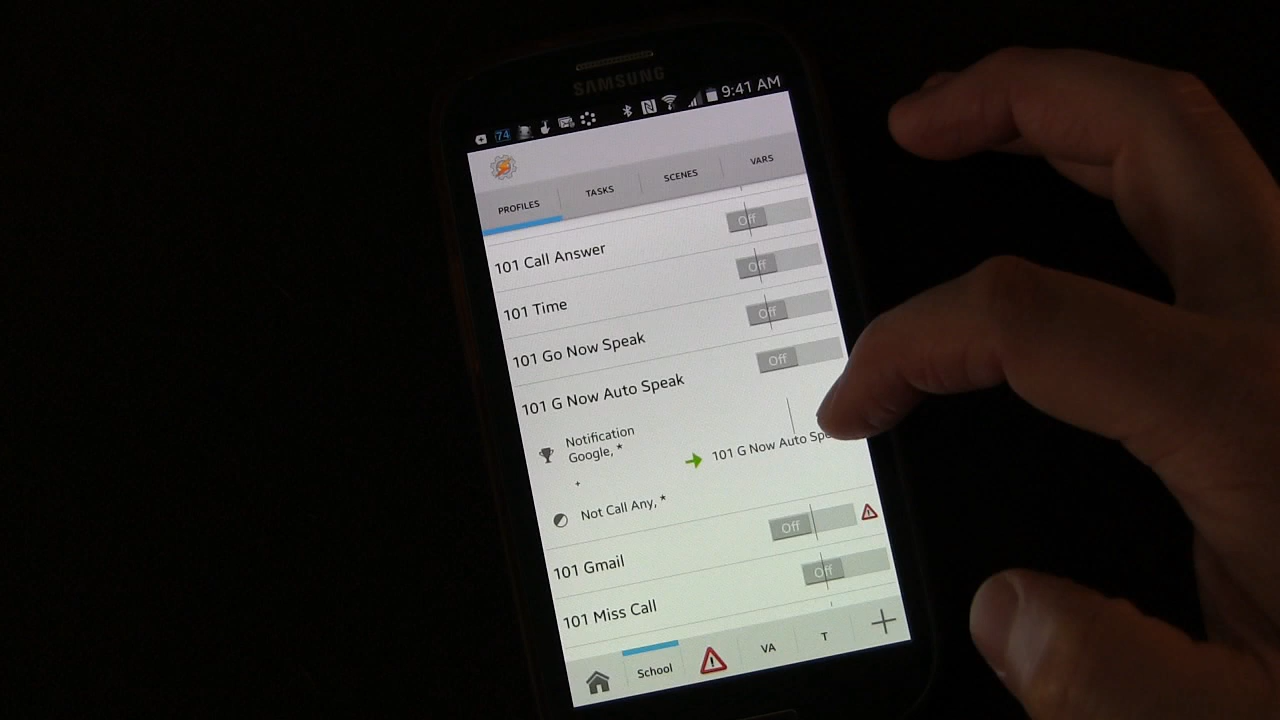 SAMSUNG
74
9:41 AM
PROFILES
TASKS
SCENES
VARS
Off
101 Call Answer
Off
101 Time
Off
101 Go Now Speak
Off
101 G Now Auto Speak
Notification
Google, *
+
Not Call Any, *
101 G Now Auto Spe
Off
101 Gmail
Off
101 Miss Call
School
VA
T